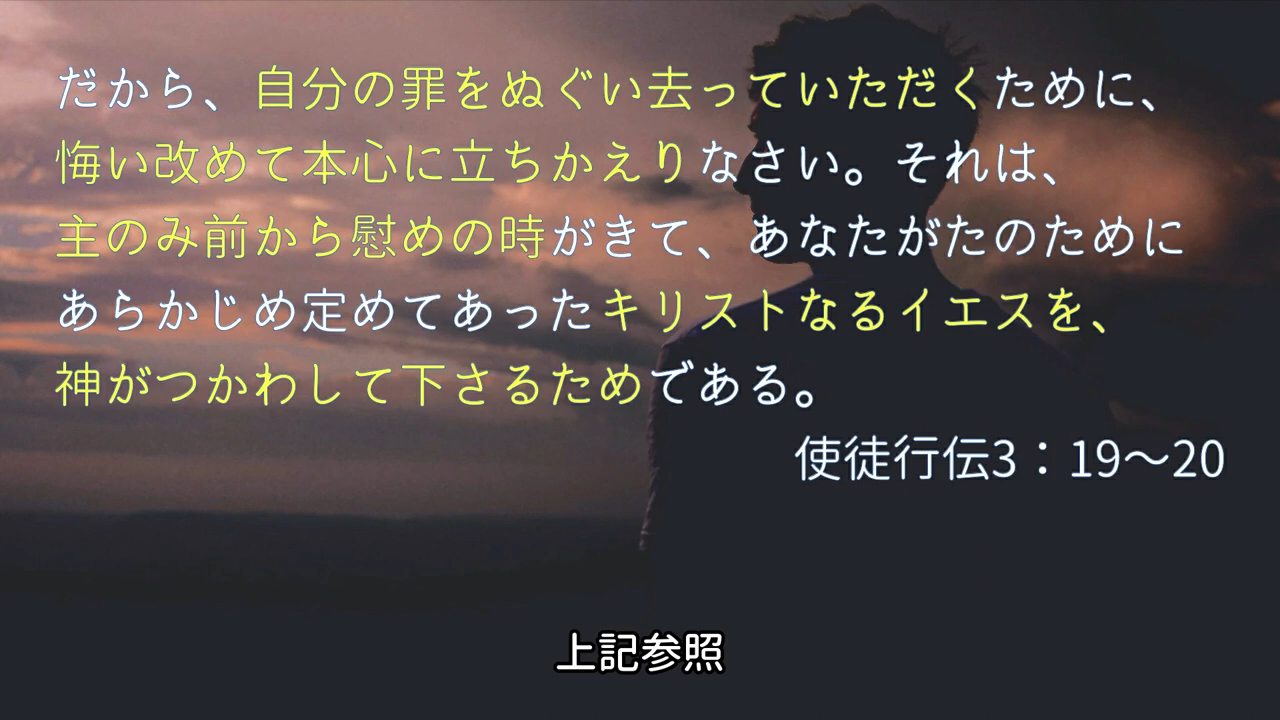 だから、自分の罪をぬぐい去っていただくために、
悔い改めて本心に立ちかえりなさい。それは、
主のみ前から慰めの時がきて、あなたがたのために
あらかじめ定めてあったキリストなるイエスを、
神がつかわして下さるためである。
使徒行伝3：19～20
上記参照